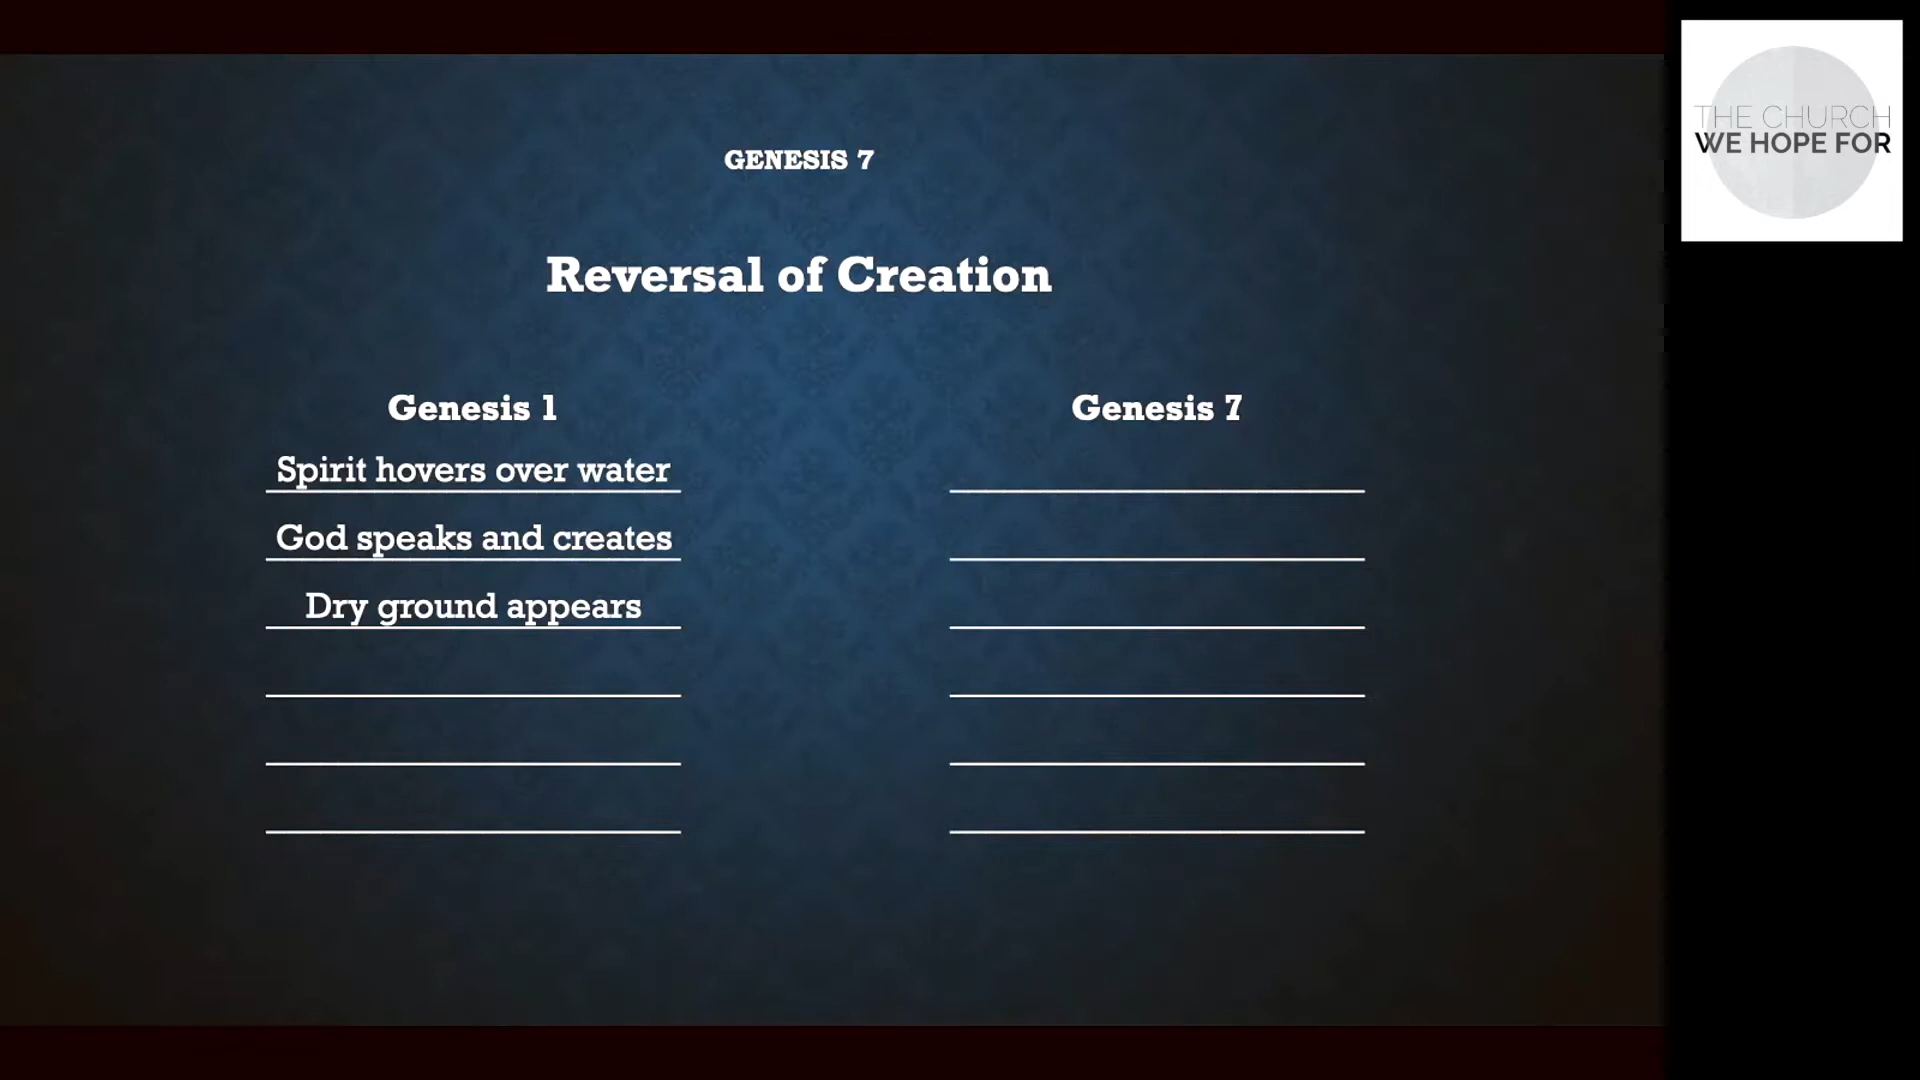 GENESIS 7
Reversal of Creation
Genesis 1
Spirit hovers over water
God speaks and creates
Dry ground appears
Genesis 7
THE CHURCH
WE HOPE FOR